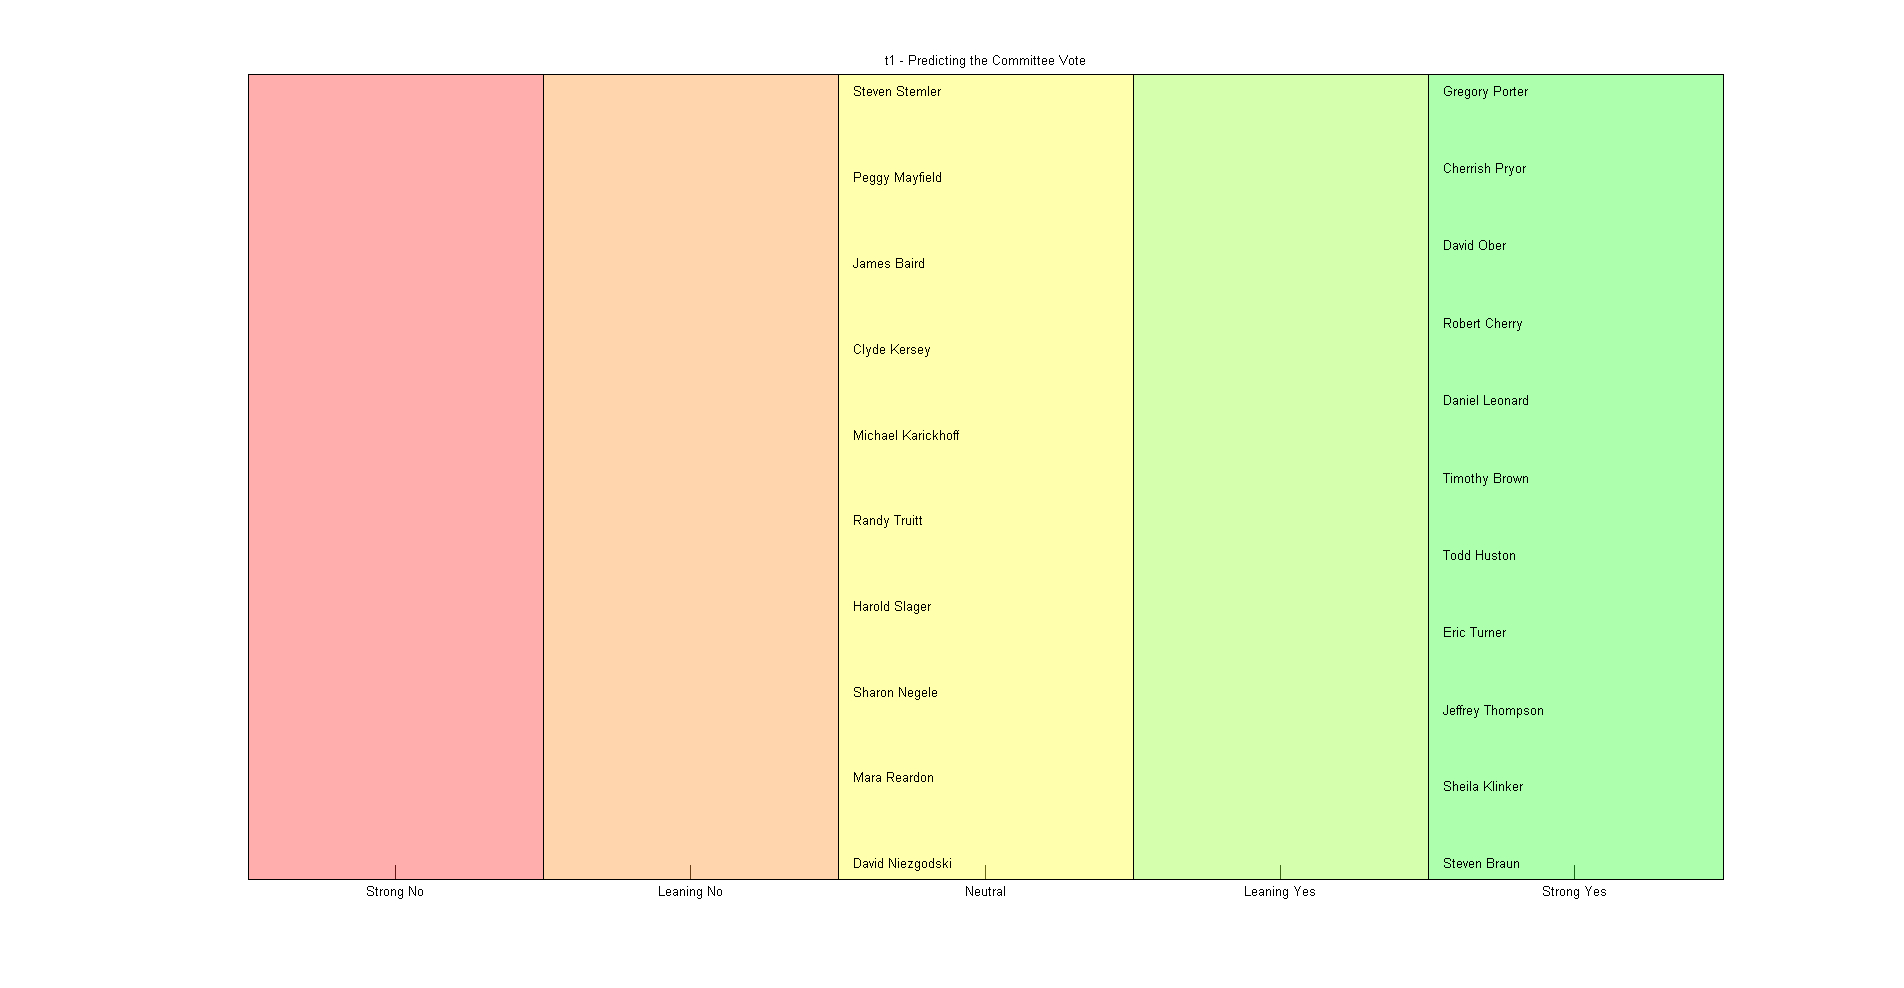 t1 - Predicting the Committee Vote
Steven Stemler
Peggy Mayfield
James Baird
Clyde Kersey
Michael Karickhoff
Randy Truitt
Harold Slager
Sharon Negele
Mara Reardon
David Niezgodski
Gregory Porter
Cherrish Pryor
David Ober
Robert Cherry
Daniel Leonard
Timothy Brown
Todd Huston
Eric Turner
Jeffrey Thompson
Sheila Klinker
Steven Braun
Strong No
Leaning No
Neutral
Leaning Yes
Strong Yes